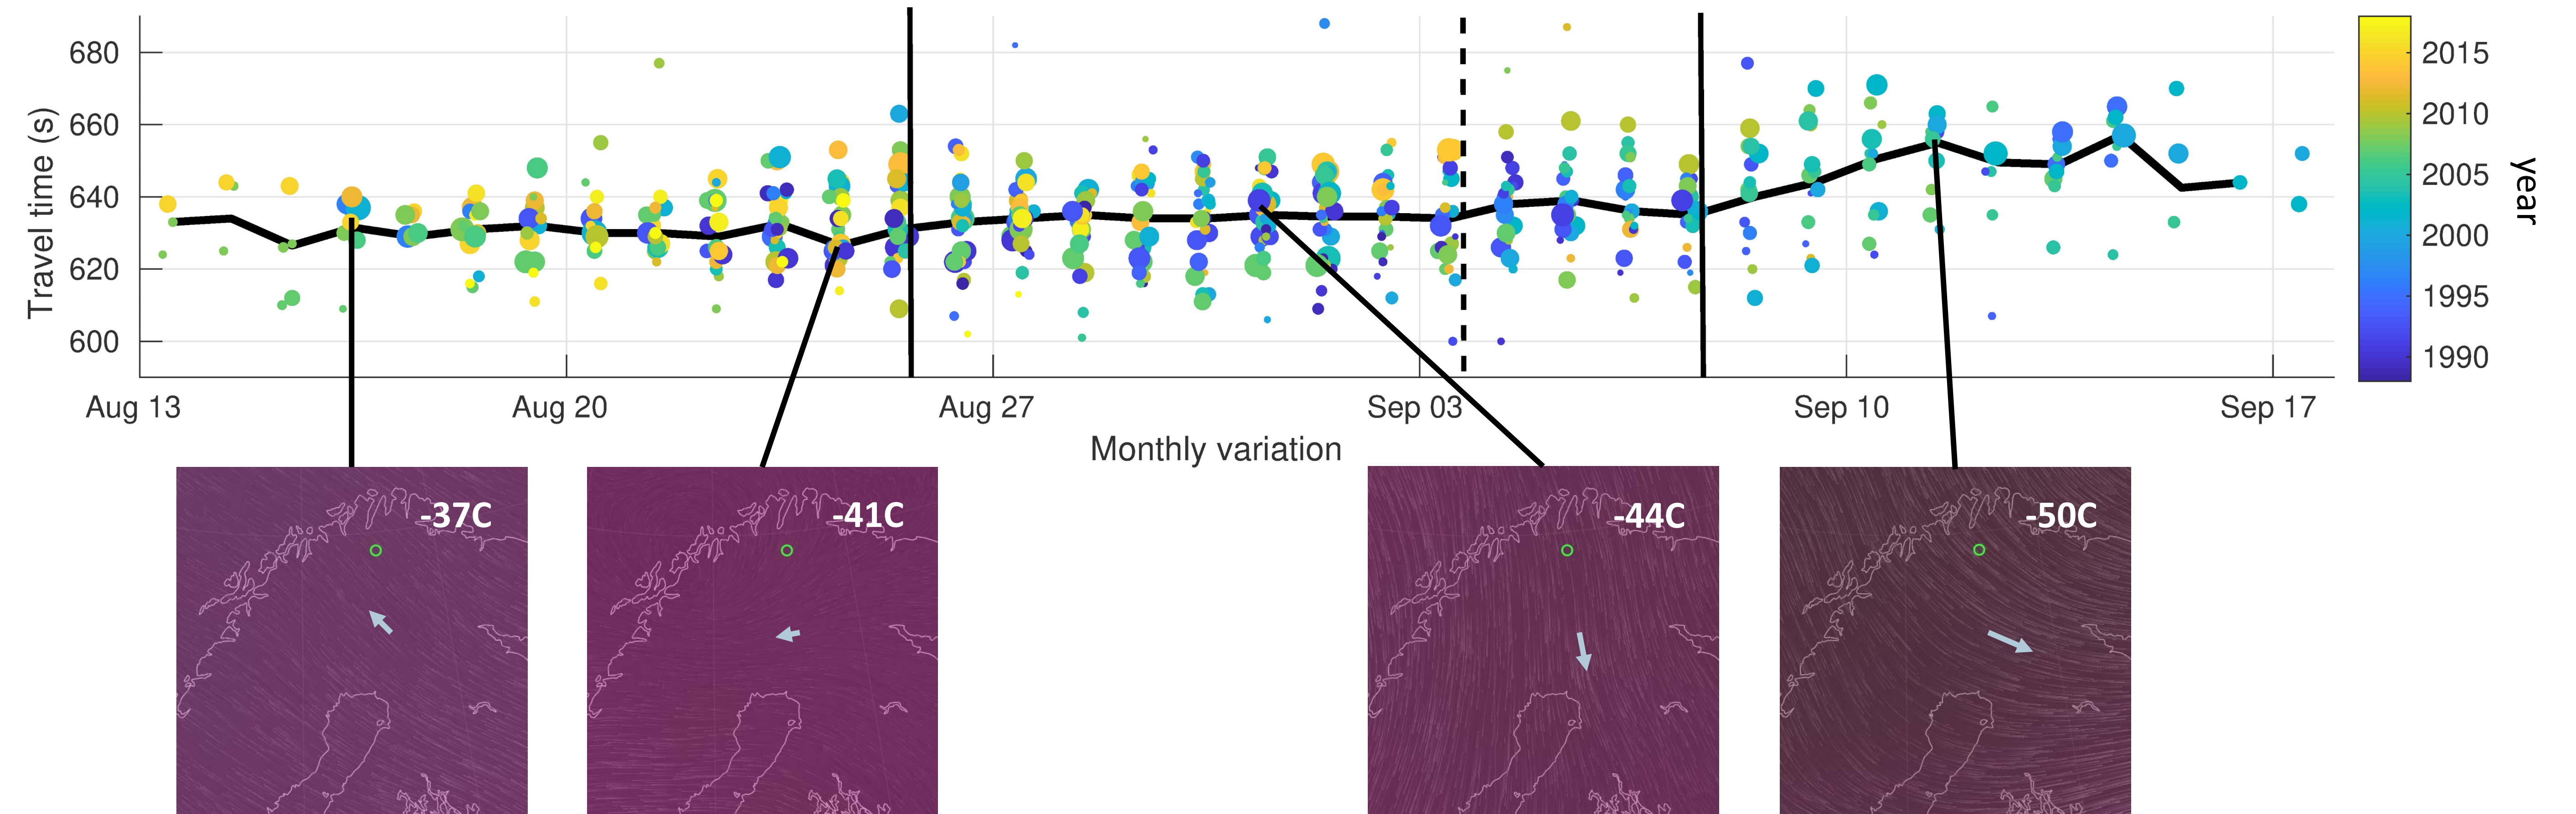 680
660
640
620
600
Travel time (s)
Aug 13
Aug 20
Aug 27
Sep 03
Sep 10
Sep 17
Monthly variation
2015
2010
2005
2000
1995
1990
year
-37C
-41C
-44C
-50C